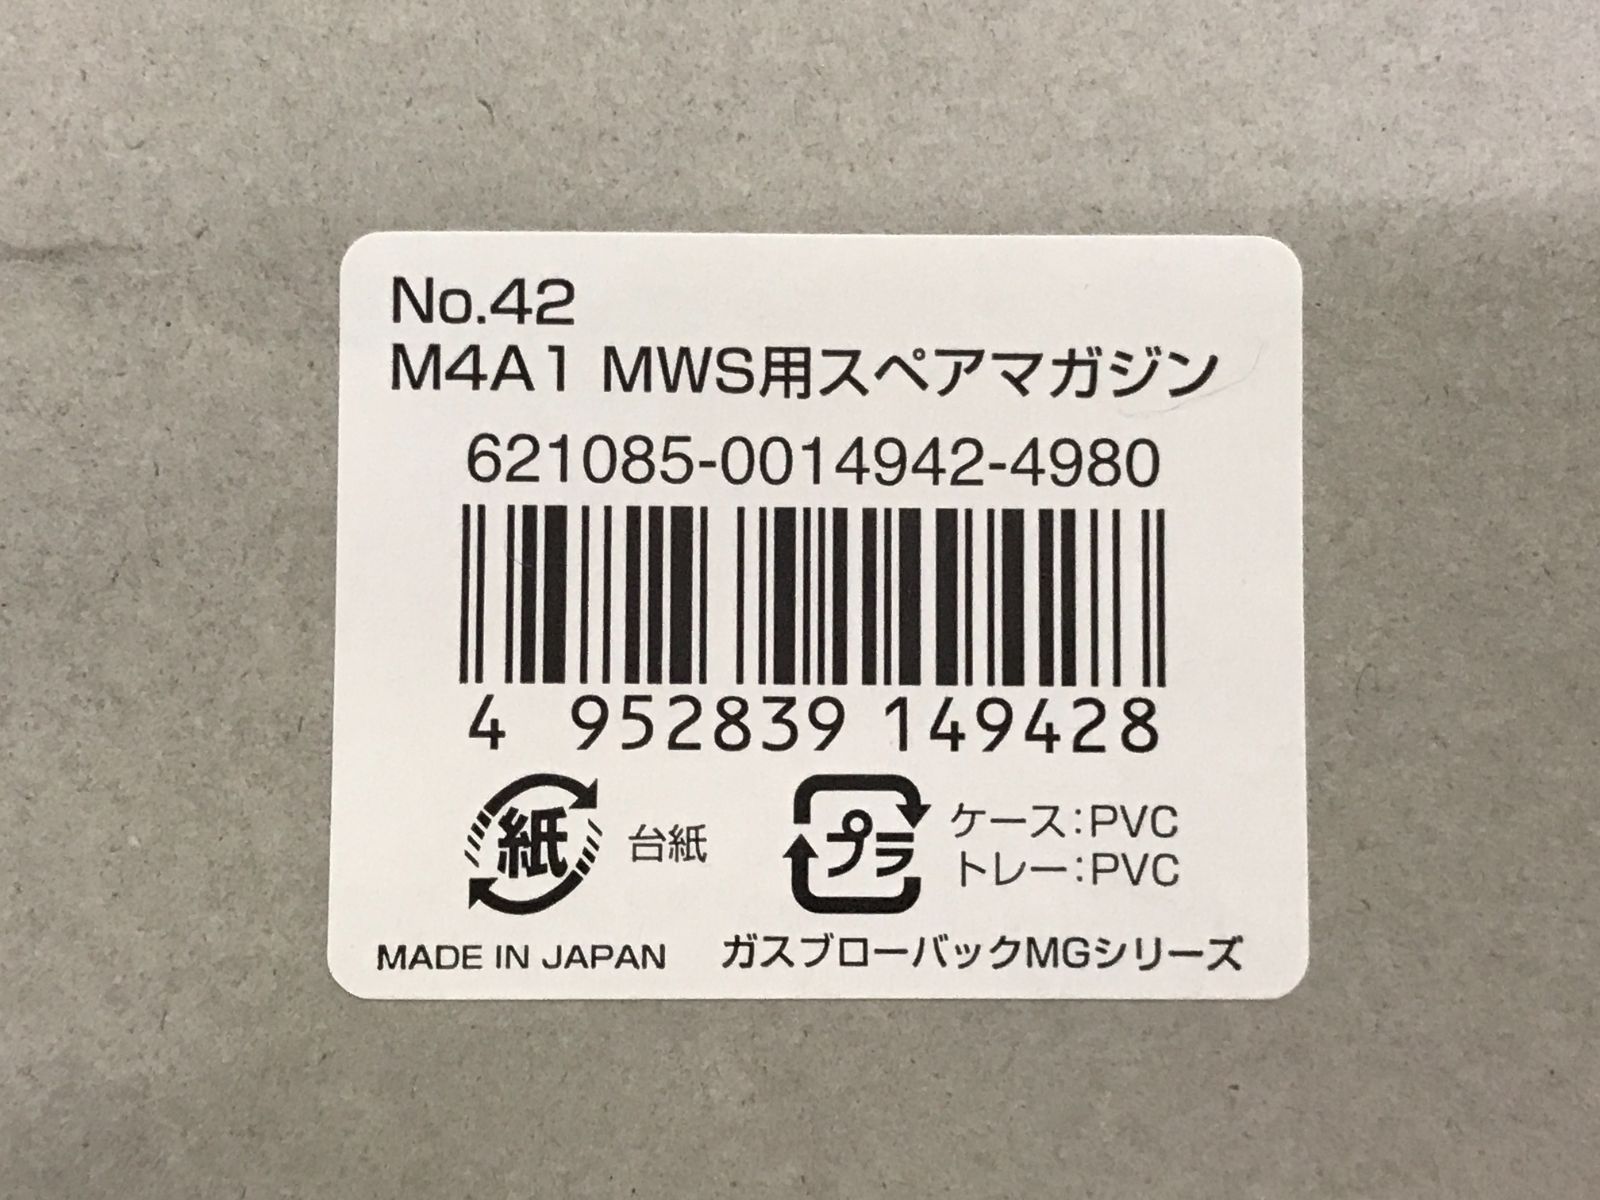 No.42
M4A1 MWS用スペアマガジン
621085-0014942-4980
4 952839 149428
紙 台紙
プラ ケース:PVC
トレー:PVC
MADE IN JAPAN ガスブローバックMGシリーズ